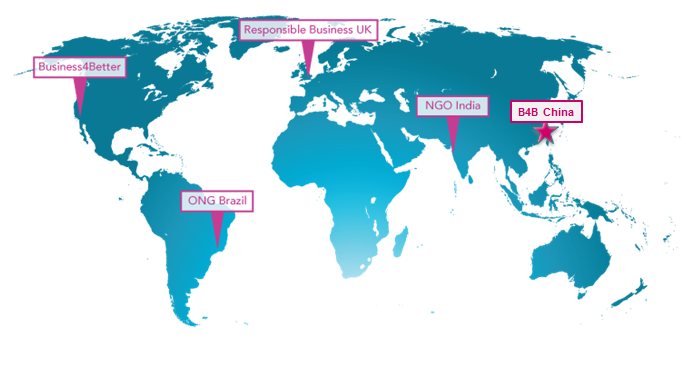 Responsible Business UK
Business4Better
NGO India
B4B China
ONG Brazil